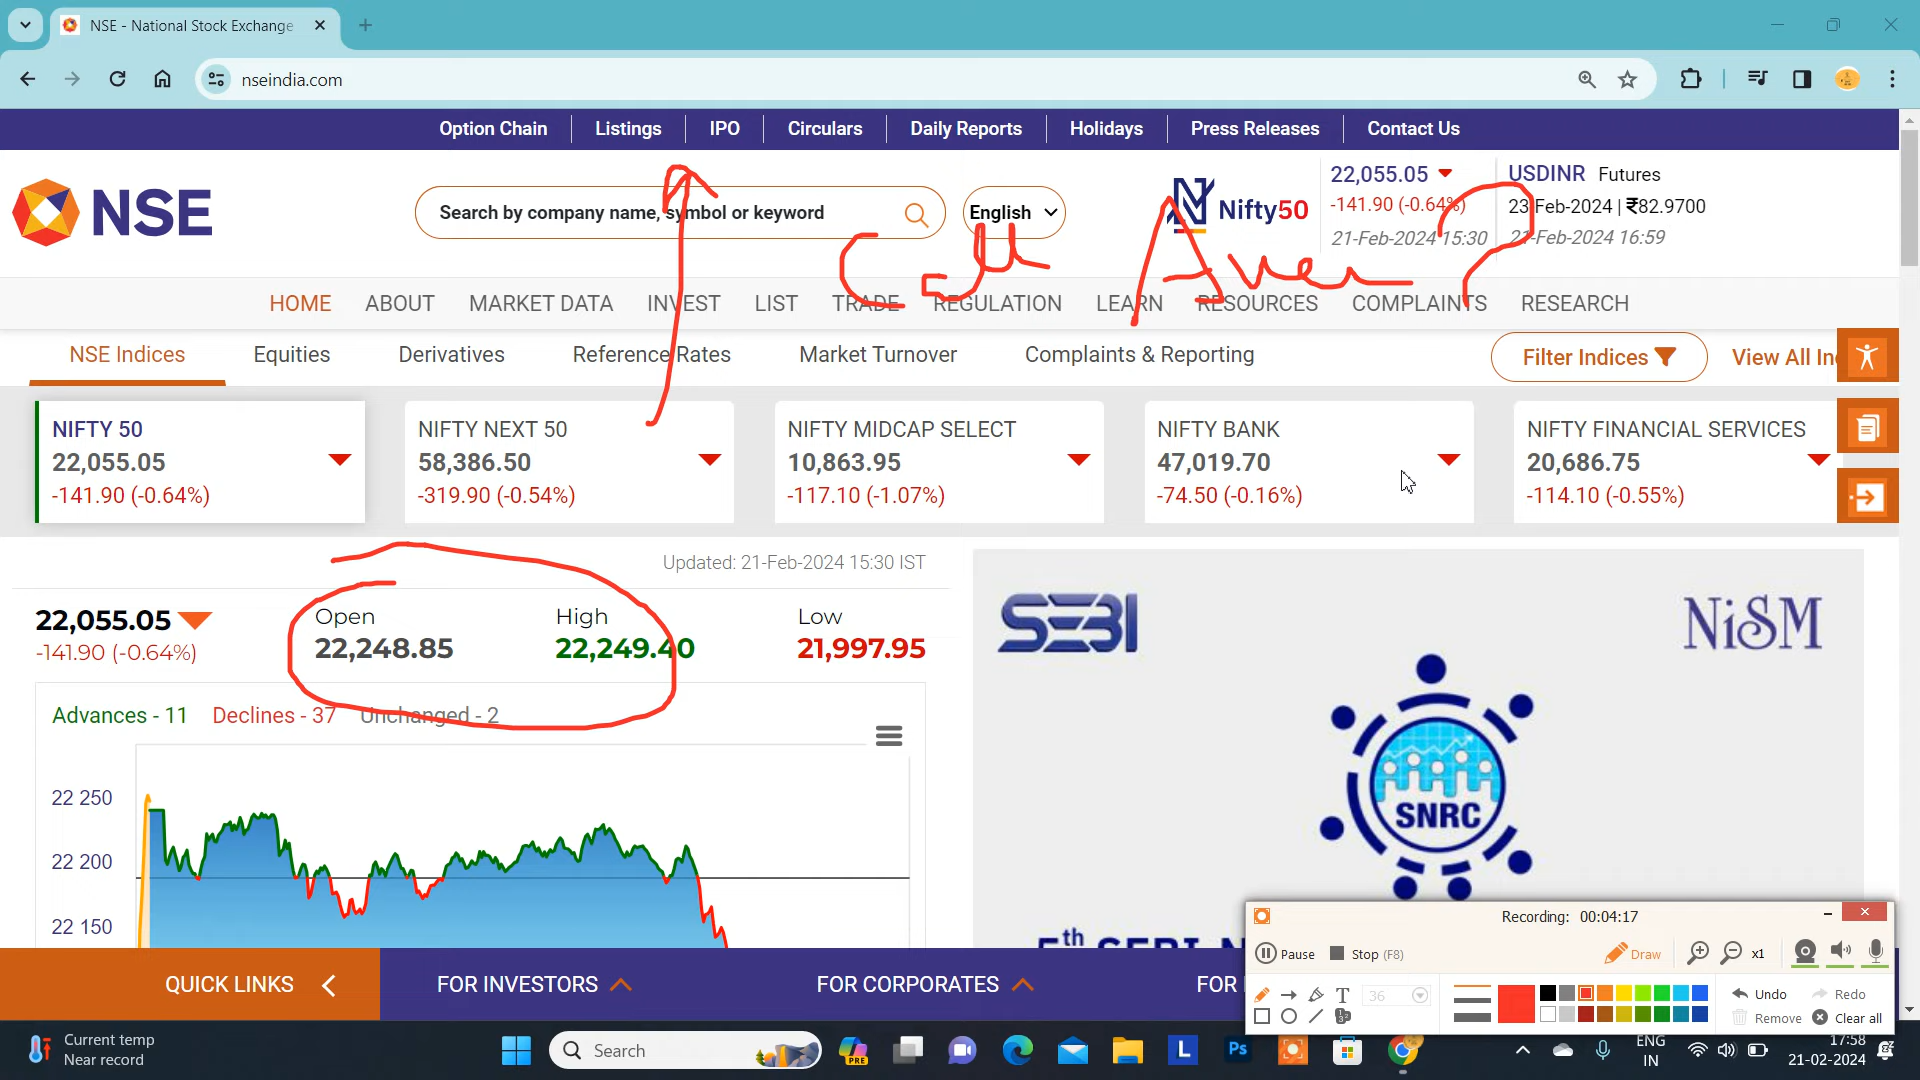 NSE - National Stock Exchange
nseindia.com
Option Chain Listings IPO Circulars Daily Reports Holidays Press Releases Contact Us
NSE
Search by company name, symbol or keyword
English
Nifty50
22,055.05
-141.90 (-0.64%)
21-Feb-2024 15:30
USDINR Futures
23-Feb-2024 | ₹82.9700
21-Feb-2024 16:59
Call
?
HOME ABOUT MARKET DATA INVEST LIST TRADE REGULATION LEARN RESOURCES COMPLAINTS RESEARCH
NSE Indices Equities Derivatives Reference Rates Market Turnover Complaints & Reporting
Filter Indices
View All In
NIFTY 50
22,055.05
-141.90 (-0.64%)
NIFTY NEXT 50
58,386.50
-319.90 (-0.54%)
NIFTY MIDCAP SELECT
10,863.95
-117.10 (-1.07%)
NIFTY BANK
47,019.70
-74.50 (-0.16%)
NIFTY FINANCIAL SERVICES
20,686.75
-114.10 (-0.55%)
Updated: 21-Feb-2024 15:30 IST
22,055.05
-141.90 (-0.64%)
Open
22,248.85
High
22,249.40
Low
21,997.95
Advances - 11 Declines - 37 Unchanged - 2
22 250
22 200
22 150
SEBI
NiSM
SNRC
5th SEBI-N
QUICK LINKS
FOR INVESTORS
FOR CORPORATES
FOR
Recording: 00:04:17
Pause Stop (F8) Draw x1
T 36 Undo Redo
Remove Clear all
Current temp
Near record
Search
PRE
L
Ps
ENG
IN
17:58
21-02-2024